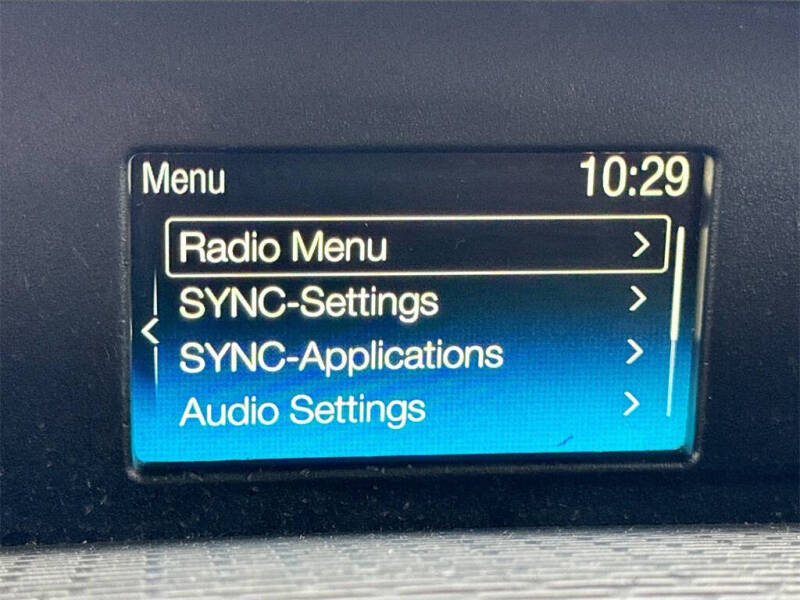 Menu 10:29
Radio Menu
SYNC-Settings
SYNC-Applications
Audio Settings